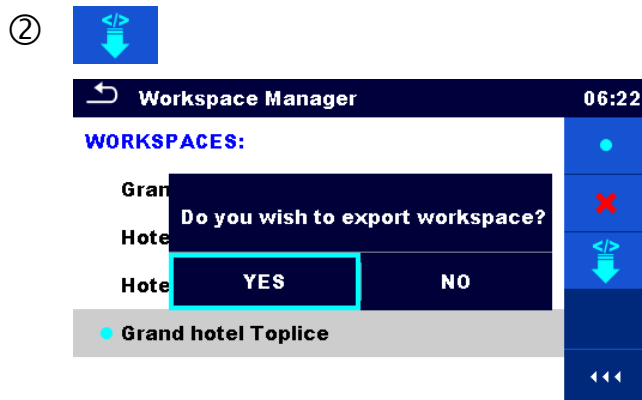 ②
</>
Workspace Manager 06:22
WORKSPACES:
Gran
Do you wish to export workspace?
Hote
</>
Hote
YES NO
Grand hotel Toplice